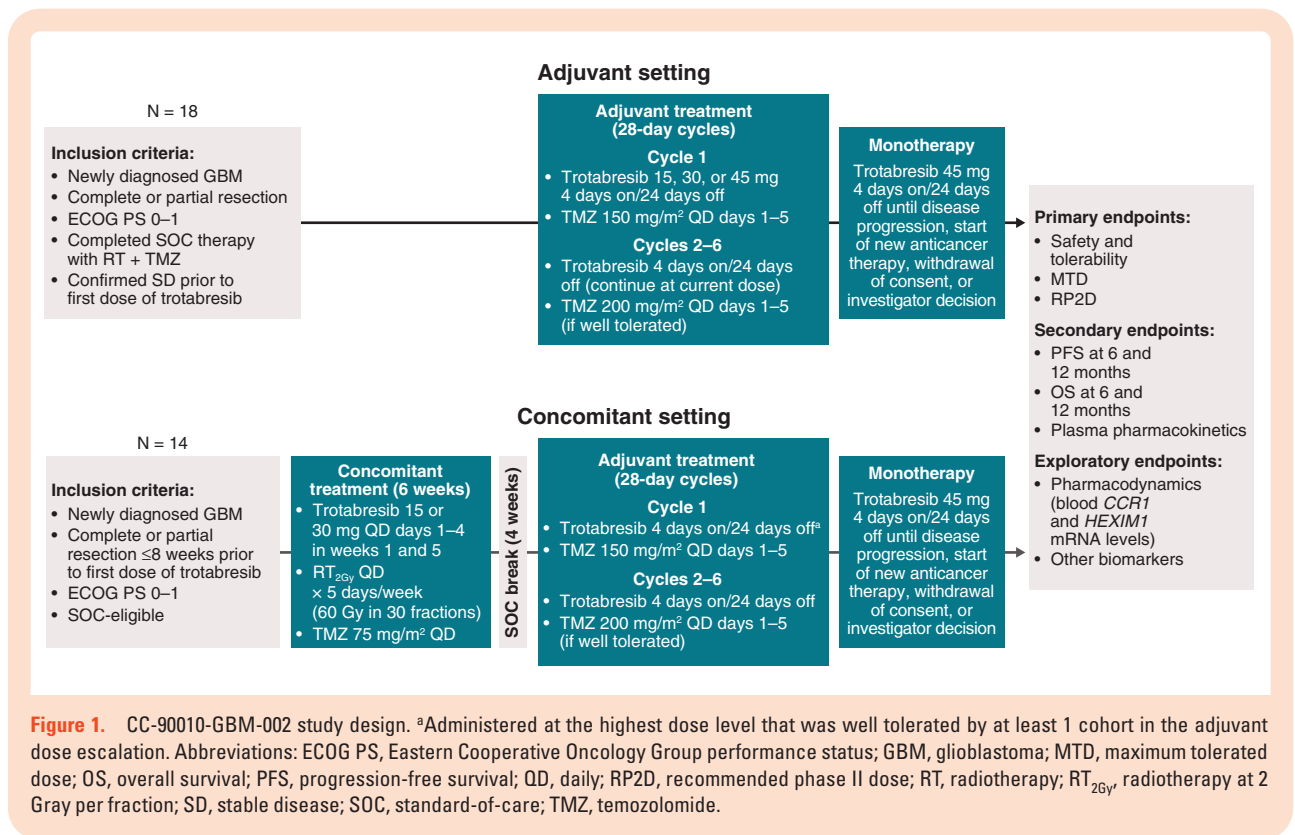 Adjuvant setting
N = 18
Inclusion criteria:
• Newly diagnosed GBM
• Complete or partial resection
• ECOG PS 0–1
• Completed SOC therapy
with RT + TMZ
• Confirmed SD prior to
first dose of trotabresib
Adjuvant treatment
(28-day cycles)
Cycle 1
• Trotabresib 15, 30, or 45 mg
4 days on/24 days off
• TMZ 150 mg/m² QD days 1–5
Cycles 2–6
• Trotabresib 4 days on/24 days
off (continue at current dose)
• TMZ 200 mg/m² QD days 1–5
(if well tolerated)
Monotherapy
Trotabresib 45 mg
4 days on/24 days
off until disease
progression, start
of new anticancer
therapy, withdrawal
of consent, or
investigator decision
Primary endpoints:
• Safety and
tolerability
• MTD
• RP2D
Secondary endpoints:
• PFS at 6 and
12 months
• OS at 6 and
12 months
• Plasma pharmacokinetics
Exploratory endpoints:
• Pharmacodynamics
(blood CCR1
and HEXIM1
mRNA levels)
• Other biomarkers
Concomitant setting
N = 14
Inclusion criteria:
• Newly diagnosed GBM
• Complete or partial
resection ≤8 weeks prior
to first dose of trotabresib
• ECOG PS 0–1
• SOC-eligible
Concomitant
treatment (6 weeks)
• Trotabresib 15 or
30 mg QD days 1–4
in weeks 1 and 5
• RT2Gy QD
× 5 days/week
(60 Gy in 30 fractions)
• TMZ 75 mg/m² QD
SOC break (4 weeks)
Adjuvant treatment
(28-day cycles)
Cycle 1
• Trotabresib 4 days on/24 days offᵃ
• TMZ 150 mg/m² QD days 1–5
Cycles 2–6
• Trotabresib 4 days on/24 days off
• TMZ 200 mg/m² QD days 1–5
(if well tolerated)
Monotherapy
Trotabresib 45 mg
4 days on/24 days
off until disease
progression, start
of new anticancer
therapy, withdrawal
of consent, or
investigator decision
Figure 1. CC-90010-GBM-002 study design. ᵃAdministered at the highest dose level that was well tolerated by at least 1 cohort in the adjuvant
dose escalation. Abbreviations: ECOG PS, Eastern Cooperative Oncology Group performance status; GBM, glioblastoma; MTD, maximum tolerated
dose; OS, overall survival; PFS, progression-free survival; QD, daily; RP2D, recommended phase II dose; RT, radiotherapy; RT2Gy, radiotherapy at 2
Gray per fraction; SD, stable disease; SOC, standard-of-care; TMZ, temozolomide.